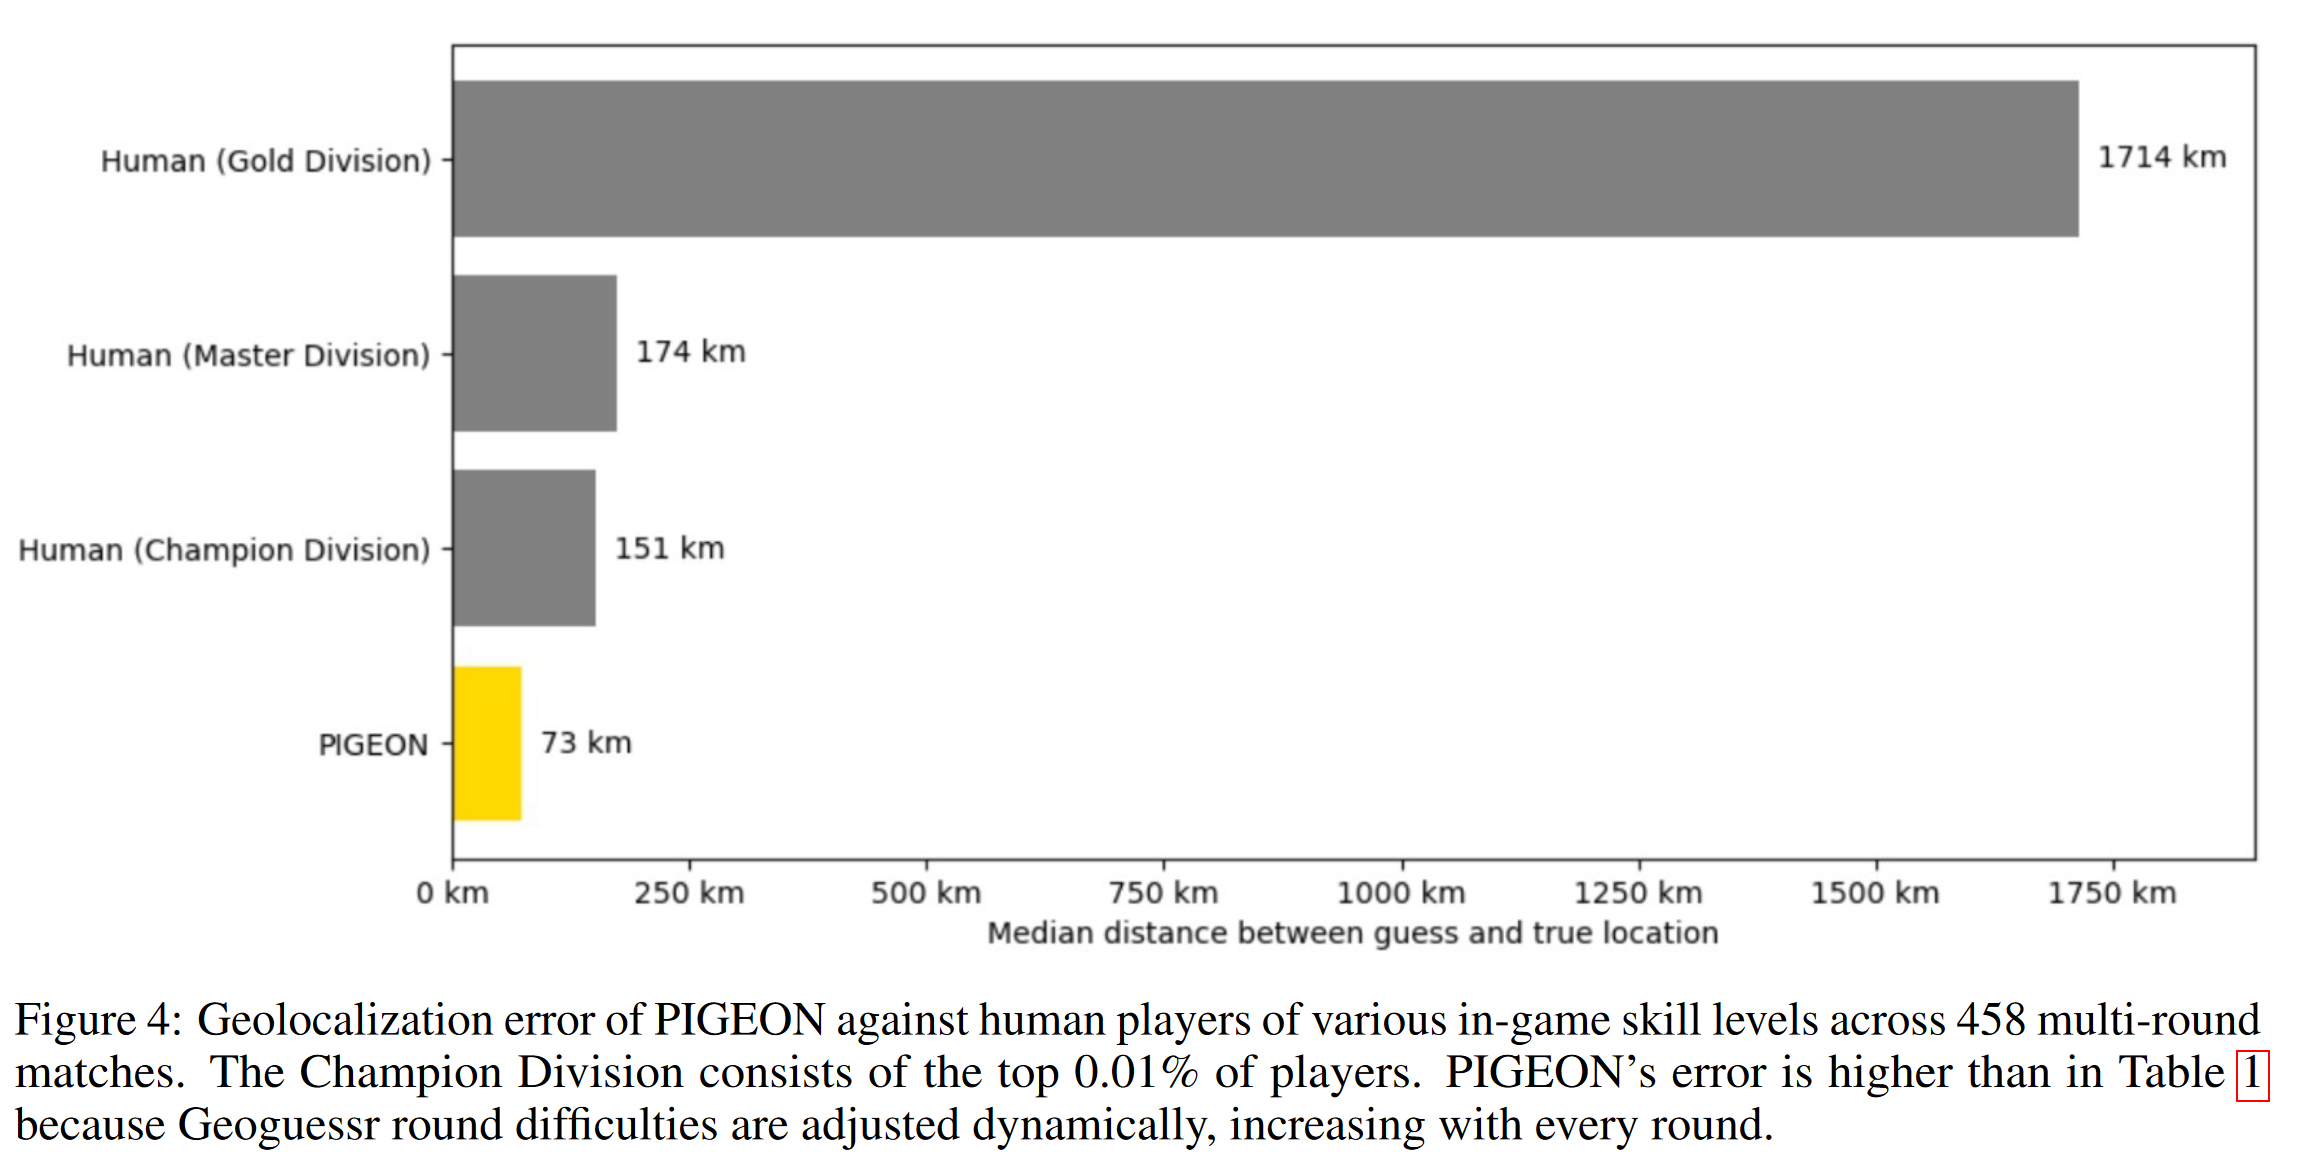 Human (Gold Division)
1714 km
Human (Master Division)
174 km
Human (Champion Division)
151 km
PIGEON
73 km
0 km 250 km 500 km 750 km 1000 km 1250 km 1500 km 1750 km
Median distance between guess and true location
Figure 4: Geolocalization error of PIGEON against human players of various in-game skill levels across 458 multi-round
matches. The Champion Division consists of the top 0.01% of players. PIGEON's error is higher than in Table 1
because Geoguessr round difficulties are adjusted dynamically, increasing with every round.